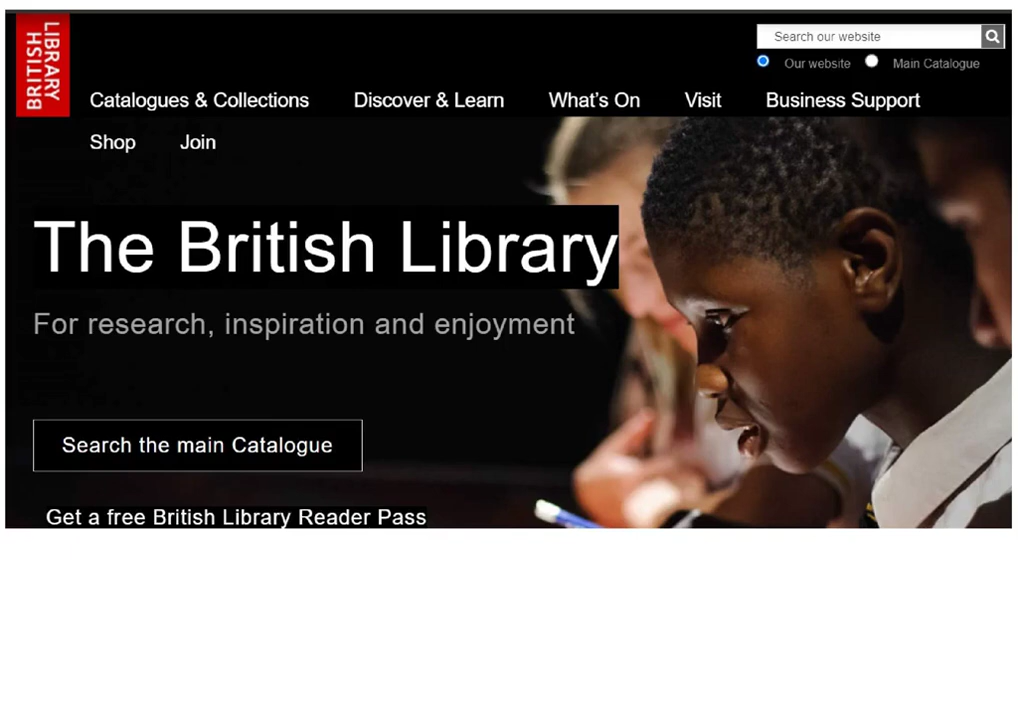 BRITISH
LIBRARY
Search our website
Our website Main Catalogue
Catalogues & Collections Discover & Learn What's On Visit Business Support
Shop Join
The British Library
For research, inspiration and enjoyment
Search the main Catalogue
Get a free British Library Reader Pass